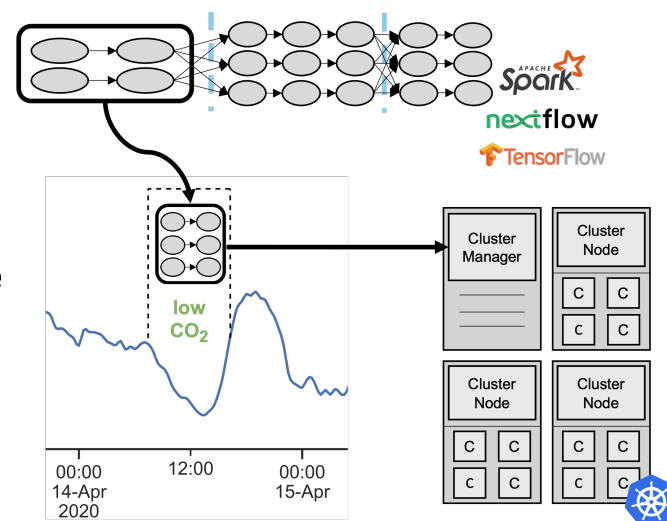 APACHE
Spark
nextflow
TensorFlow
low
CO₂
00:00
14-Apr
2020
12:00
00:00
15-Apr
Cluster
Manager
Cluster
Node
C C
C C
Cluster
Node
C C
C C
Cluster
Node
C C
C C